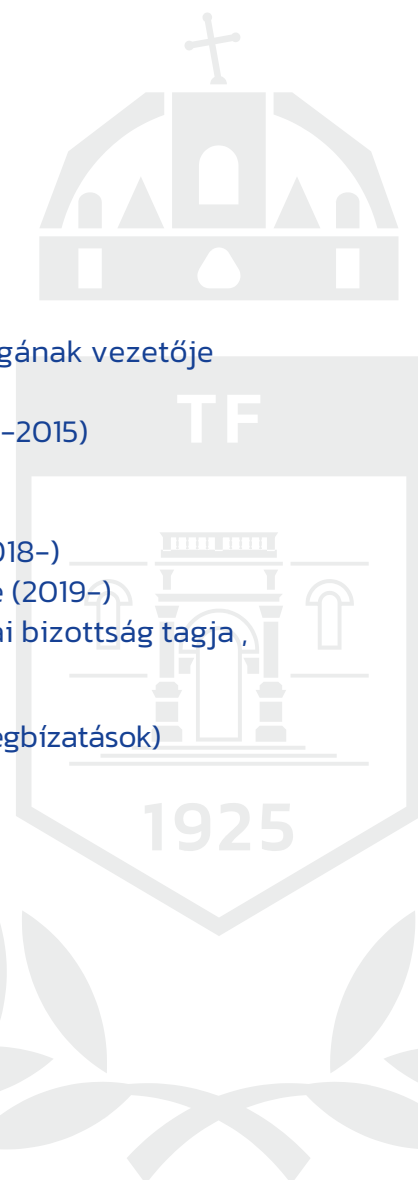 gának vezetője
TF
-2015)
018-)
e (2019-)
ai bizottság tagja ,
egbízatások)
1925